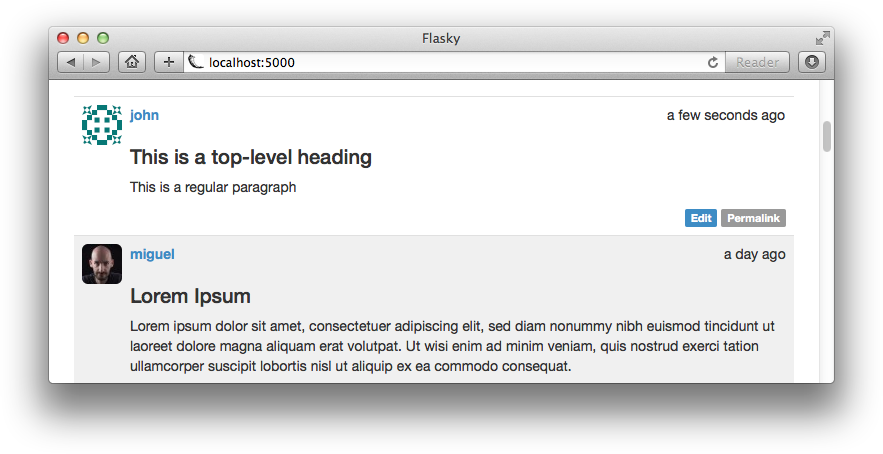 Flasky
localhost:5000
Reader
john
a few seconds ago
This is a top-level heading
This is a regular paragraph
Edit
Permalink
miguel
a day ago
Lorem Ipsum
Lorem ipsum dolor sit amet, consectetuer adipiscing elit, sed diam nonummy nibh euismod tincidunt ut
laoreet dolore magna aliquam erat volutpat. Ut wisi enim ad minim veniam, quis nostrud exerci tation
ullamcorper suscipit lobortis nisl ut aliquip ex ea commodo consequat.